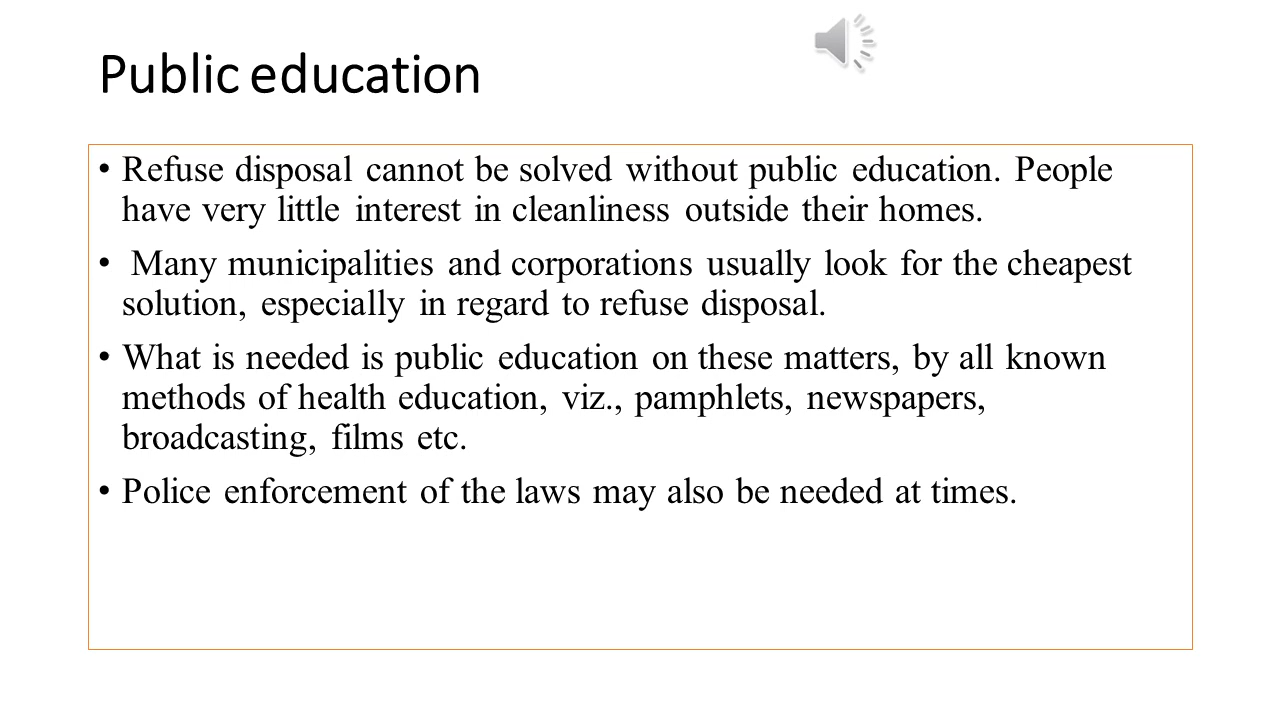 Public education
• Refuse disposal cannot be solved without public education. People
have very little interest in cleanliness outside their homes.
• Many municipalities and corporations usually look for the cheapest
solution, especially in regard to refuse disposal.
• What is needed is public education on these matters, by all known
methods of health education, viz., pamphlets, newspapers,
broadcasting, films etc.
• Police enforcement of the laws may also be needed at times.